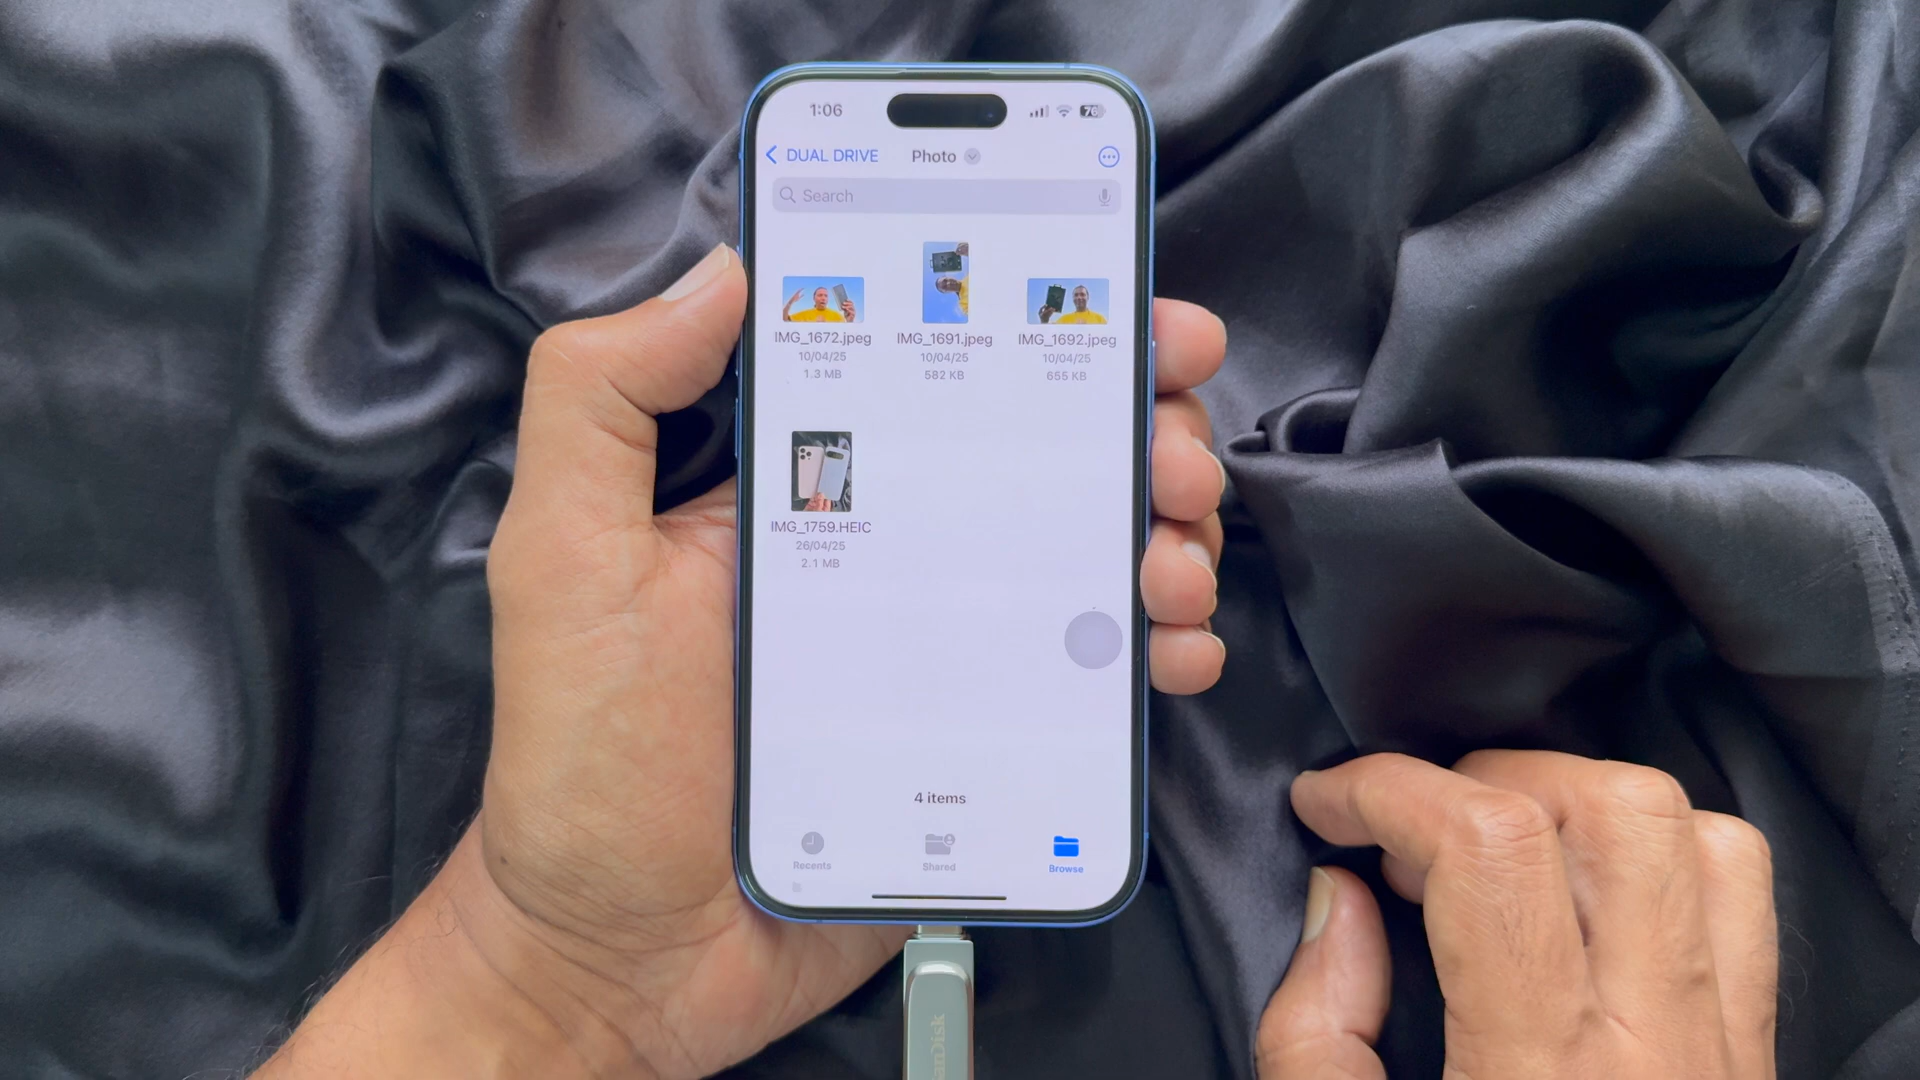 1:06
76
DUAL DRIVE
Photo
Search
IMG_1672.jpeg
10/04/25
1.3 MB
IMG_1691.jpeg
10/04/25
582 KB
IMG_1692.jpeg
10/04/25
655 KB
IMG_1759.HEIC
26/04/25
2.1 MB
4 items
Recents
Shared
Browse
SanDisk